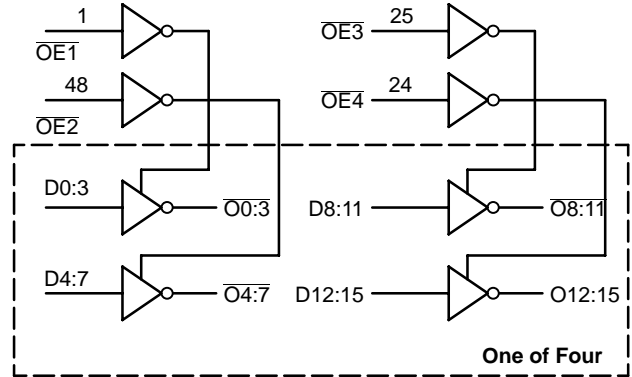 1
OE1
48
OE2
25
OE3
24
OE4
D0:3
O0:3
D4:7
O4:7
D8:11
O8:11
D12:15
O12:15
One of Four